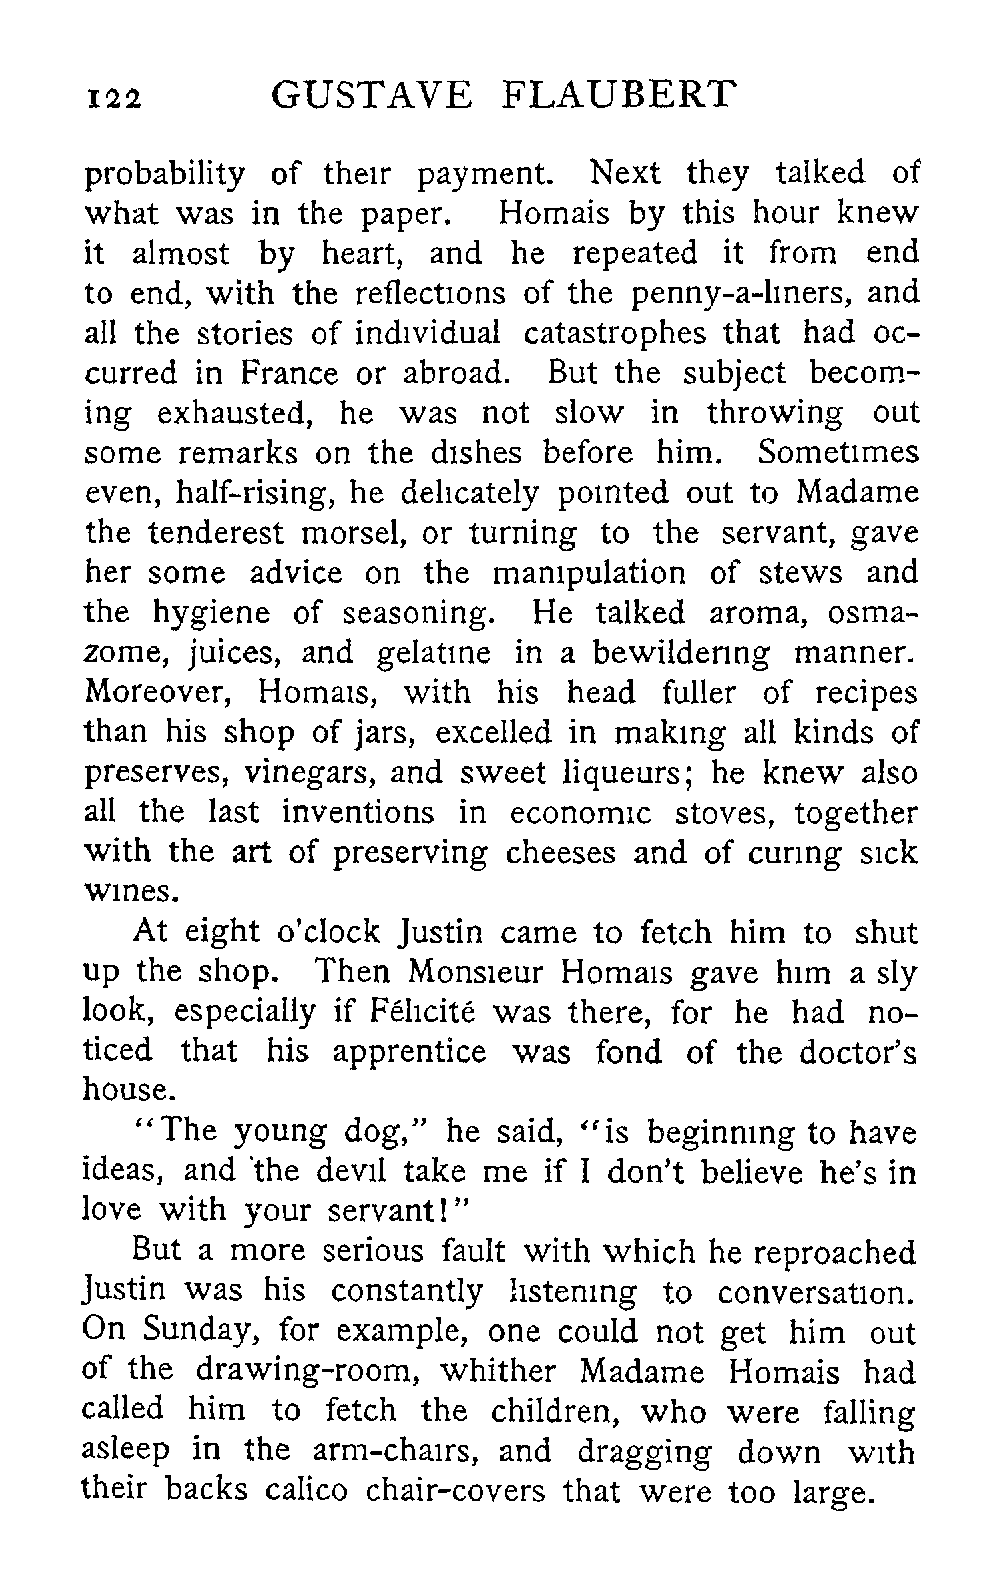 122 GUSTAVE FLAUBERT
probability of their payment. Next they talked of
what was in the paper. Homais by this hour knew
it almost by heart, and he repeated it from end
to end, with the reflections of the penny-a-liners, and
all the stories of individual catastrophes that had oc-
curred in France or abroad. But the subject becom-
ing exhausted, he was not slow in throwing out
some remarks on the dishes before him. Sometimes
even, half-rising, he delicately pointed out to Madame
the tenderest morsel, or turning to the servant, gave
her some advice on the manipulation of stews and
the hygiene of seasoning. He talked aroma, osma-
zome, juices, and gelatine in a bewildering manner.
Moreover, Homais, with his head fuller of recipes
than his shop of jars, excelled in making all kinds of
preserves, vinegars, and sweet liqueurs; he knew also
all the last inventions in economic stoves, together
with the art of preserving cheeses and of curing sick
wines.
At eight o'clock Justin came to fetch him to shut
up the shop. Then Monsieur Homais gave him a sly
look, especially if Félicité was there, for he had no-
ticed that his apprentice was fond of the doctor's
house.
"The young dog," he said, "is beginning to have
ideas, and the devil take me if I don't believe he's in
love with your servant!"
But a more serious fault with which he reproached
Justin was his constantly listening to conversation.
On Sunday, for example, one could not get him out
of the drawing-room, whither Madame Homais had
called him to fetch the children, who were falling
asleep in the arm-chairs, and dragging down with
their backs calico chair-covers that were too large.